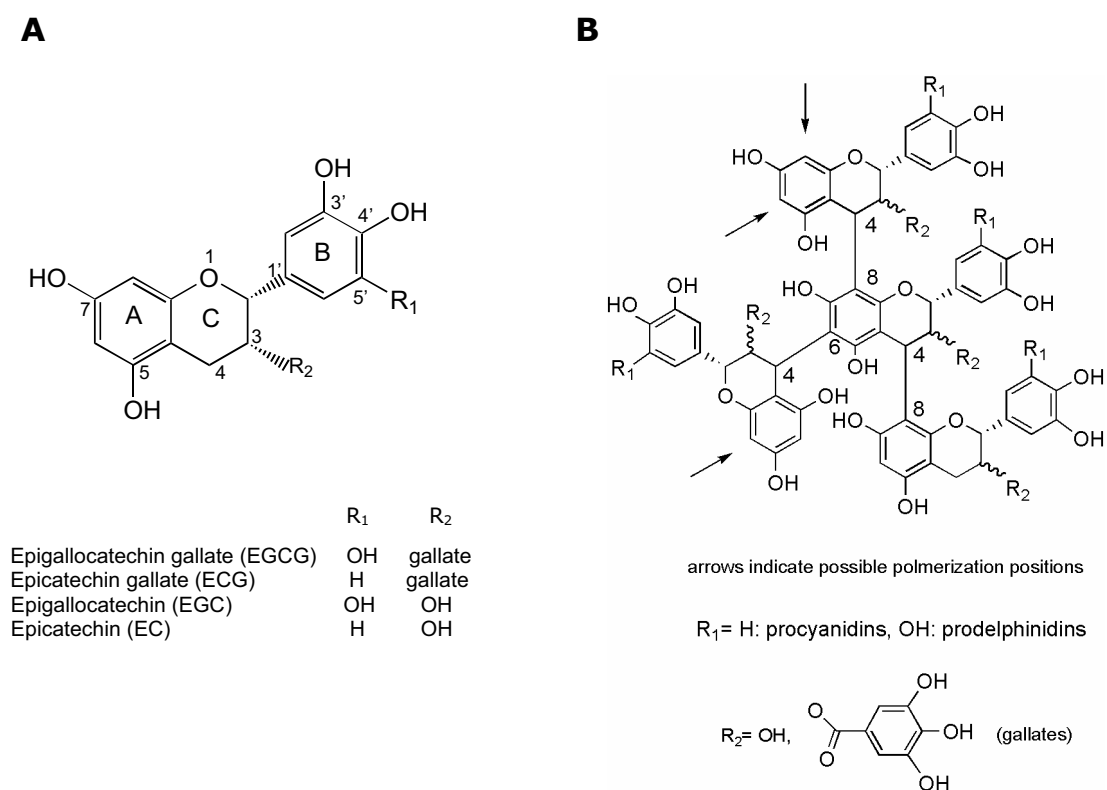 A
OH
3'
4'
OH
B
HO
7
O
1
1'
5'
R1
A
C
3
R2
5
4
OH
R₁ R₂
Epigallocatechin gallate (EGCG) OH gallate
Epicatechin gallate (ECG) H gallate
Epigallocatechin (EGC) OH OH
Epicatechin (EC) H OH
B
R1
OH
OH
HO
O
4
R2
OH
R1
OH
OH
8
HO
O
HO
OH
R2
6
4
R2
OH
R1
4
O
OH
OH
R1
OH
OH
8
HO
O
R2
OH
arrows indicate possible polmerization positions
R₁= H: procyanidins, OH: prodelphinidins
R₂= OH,
O
O
OH
OH
OH
(gallates)